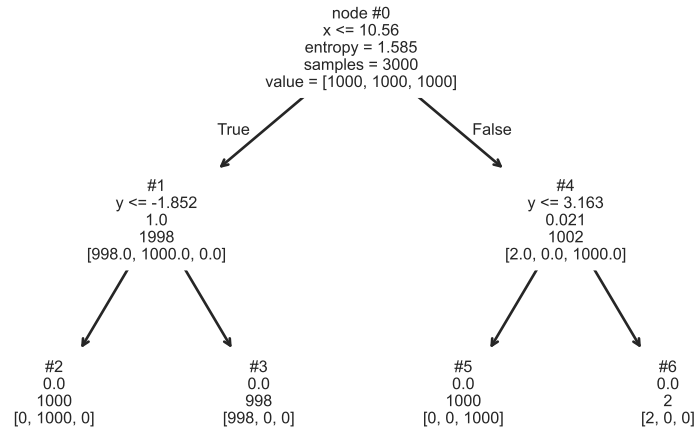 node #0
x <= 10.56
entropy = 1.585
samples = 3000
value = [1000, 1000, 1000]
True
False
#1
y <= -1.852
1.0
1998
[998.0, 1000.0, 0.0]
#4
y <= 3.163
0.021
1002
[2.0, 0.0, 1000.0]
#2
0.0
1000
[0, 1000, 0]
#3
0.0
998
[998, 0, 0]
#5
0.0
1000
[0, 0, 1000]
#6
0.0
2
[2, 0, 0]